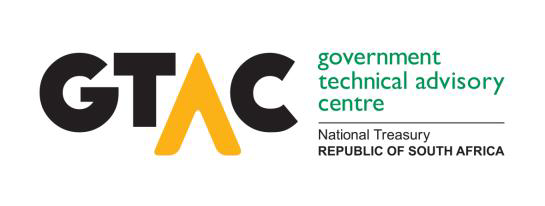 GTAC
government
technical advisory
centre
National Treasury
REPUBLIC OF SOUTH AFRICA